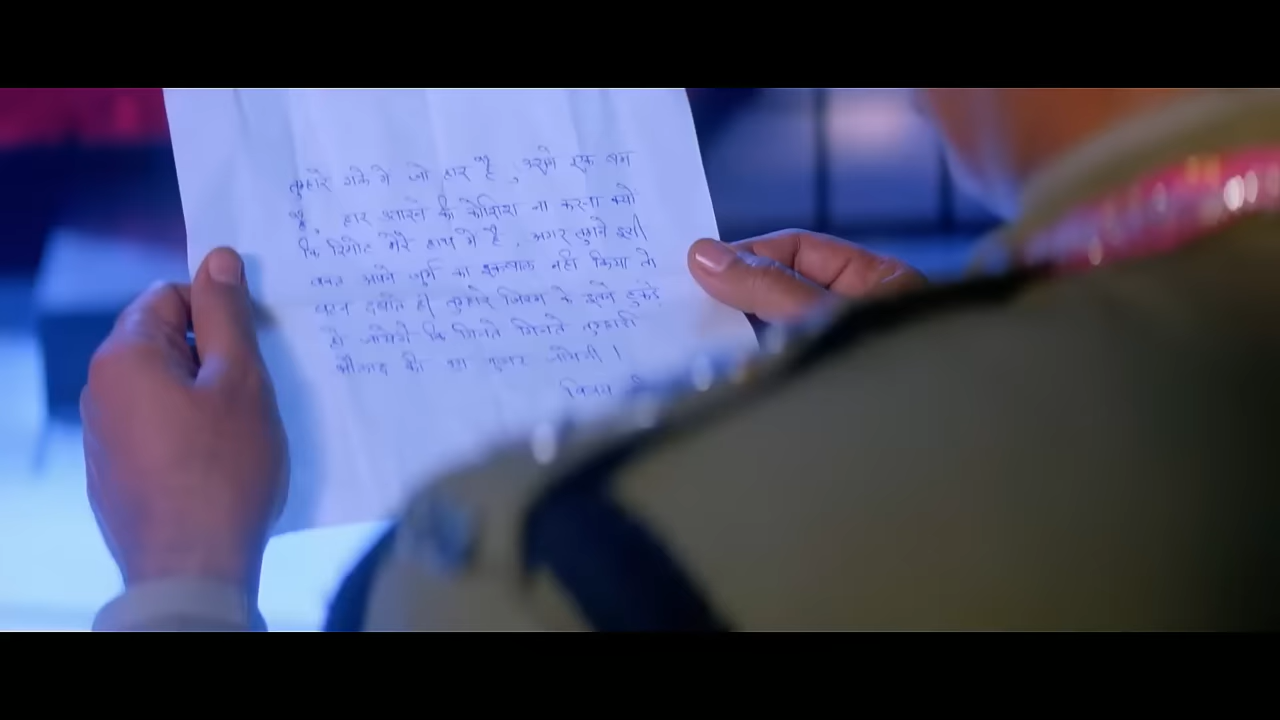 तुम्हारे गले मे जो हार है, उसमे एक बम
है, हार उतारने की कोशिश ना करना क्यों
कि रिमोट मेरे हाथ मे है, अगर तुमने इसी
वक्त अपने जुर्म का इकबाल नही किया तो
बटन दबाते ही तुम्हारे जिस्म के इतने टुकड़े
हो जायेगे कि गिनते गिनते तुम्हारी
औलाद की उम्र गुजर जायेगी।
विजय